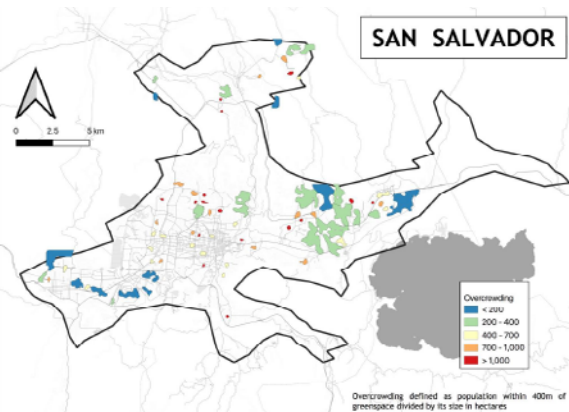 SAN SALVADOR
0 2.5 5 km
Overcrowding
< 200
200 - 400
400 - 700
700 - 1,000
> 1,000
Overcrowding defined as population within 400m of
greenspace divided by its size in hectares